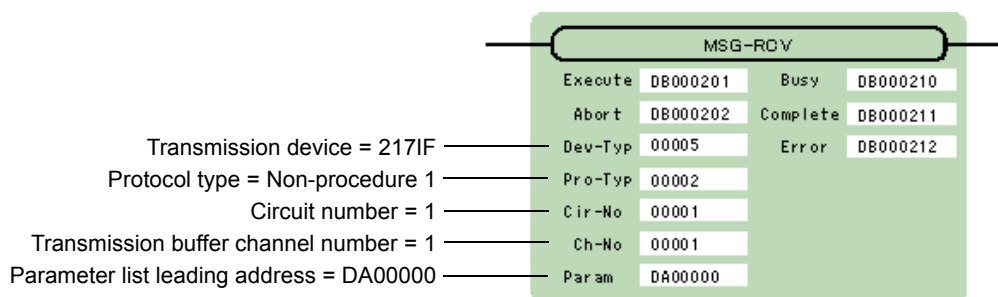 MSG-RCV
Execute DB000201 Busy DB000210
Abort DB000202 Complete DB000211
Transmission device = 217IF Dev-Typ 00005 Error DB000212
Protocol type = Non-procedure 1 Pro-Typ 00002
Circuit number = 1 Cir-No 00001
Transmission buffer channel number = 1 Ch-No 00001
Parameter list leading address = DA00000 Param DA00000